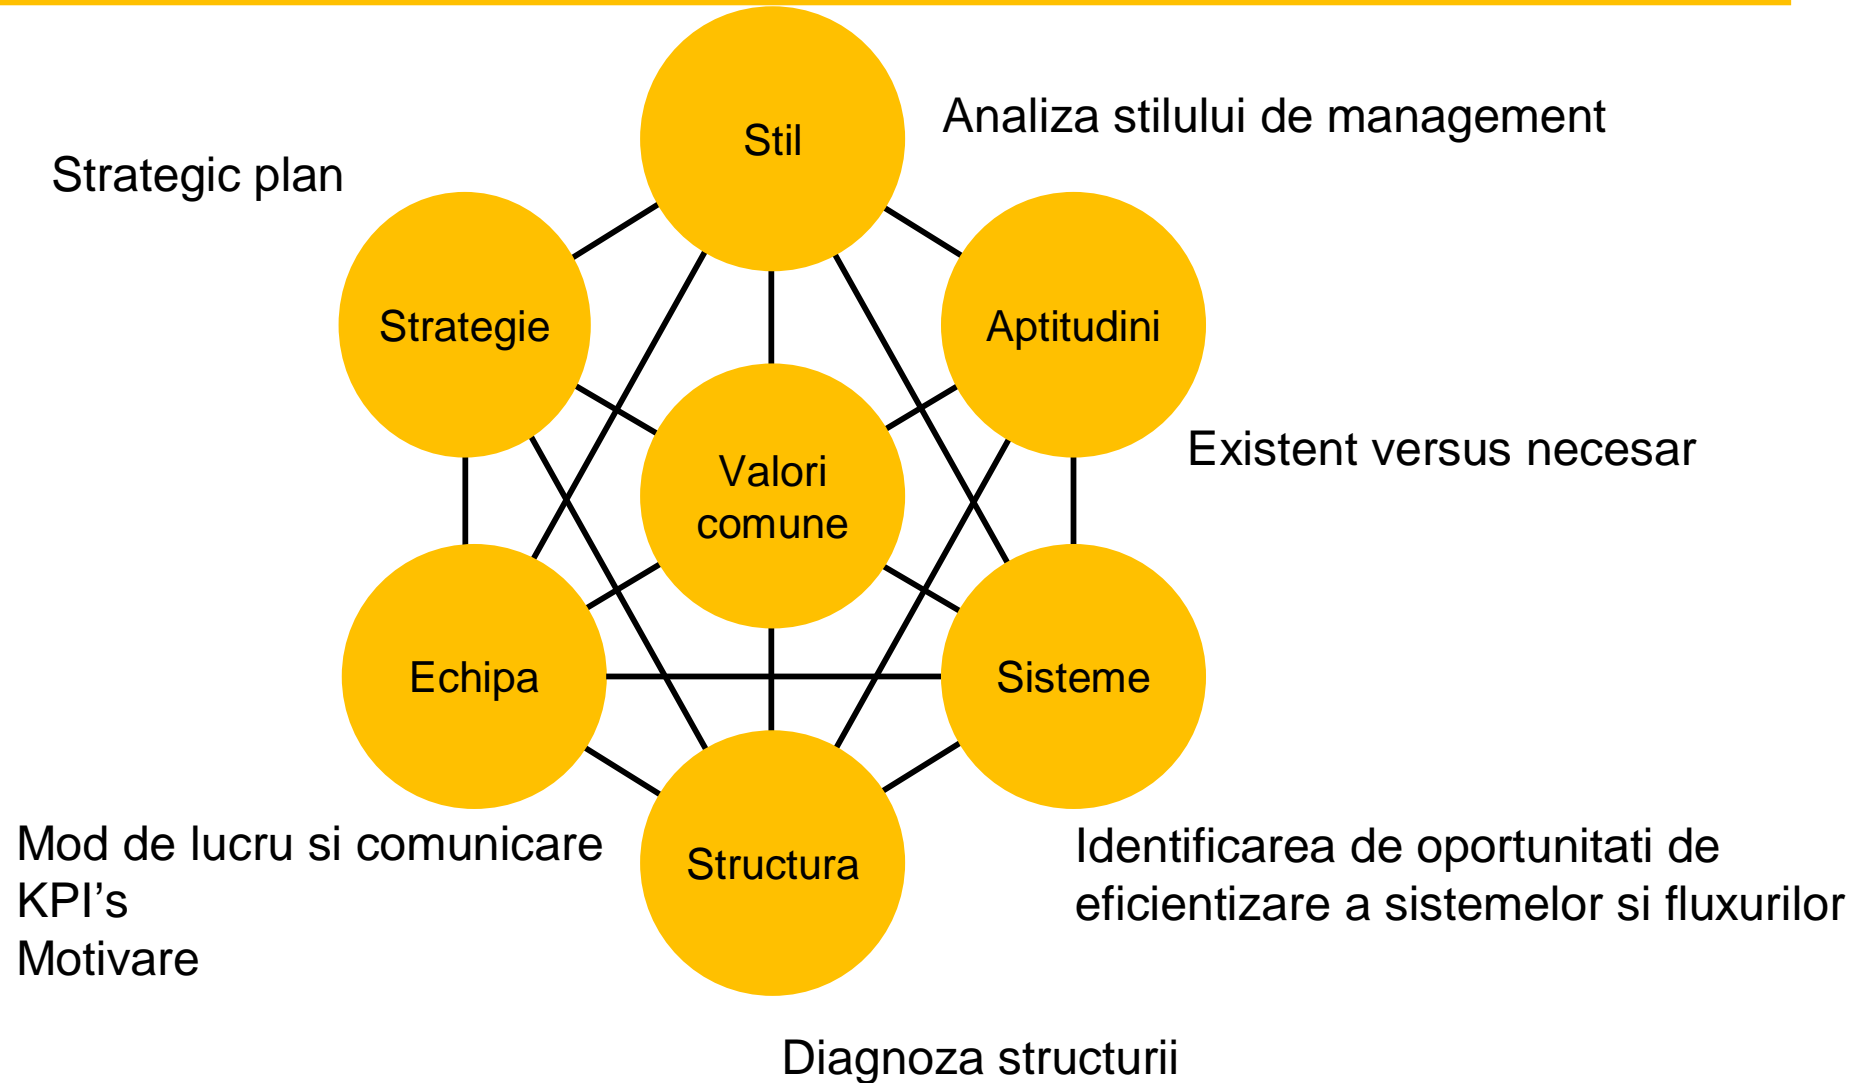 Stil
Analiza stilului de management
Strategic plan
Strategie
Aptitudini
Existent versus necesar
Valori
comune
Echipa
Sisteme
Mod de lucru si comunicare
KPI’s
Motivare
Structura
Identificarea de oportunitati de
eficientizare a sistemelor si fluxurilor
Diagnoza structurii